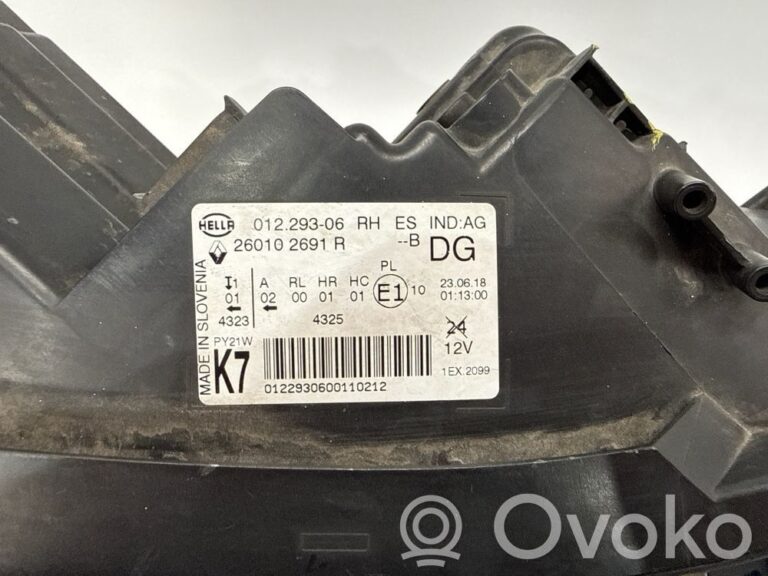 HELLA 012.293-06 RH ES IND:AG
26010 2691 R --B DG
MADE IN SLOVENIA
PL
1 A RL HR HC E1 10 23.06.18
01 02 00 01 01 01:13:00
4323 4325 24
PY21W 12V
K7 1EX.2099
0122930600110212
Ovoko